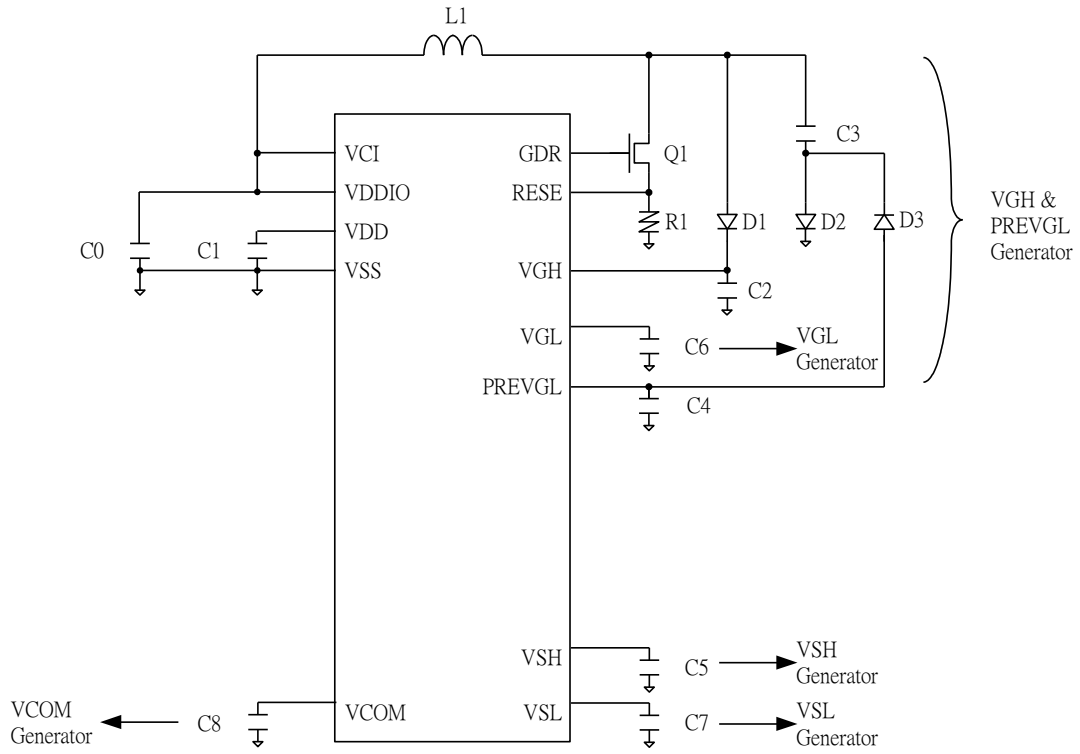 L1
C3
VCI
GDR
Q1
VDDIO
RESE
VGH &
PREVGL
Generator
VDD
R1
D1
D2
D3
C0
C1
VSS
VGH
C2
VGL
C6
VGL
Generator
PREVGL
C4
VSH
C5
VSH
Generator
VCOM
Generator
C8
VCOM
VSL
C7
VSL
Generator